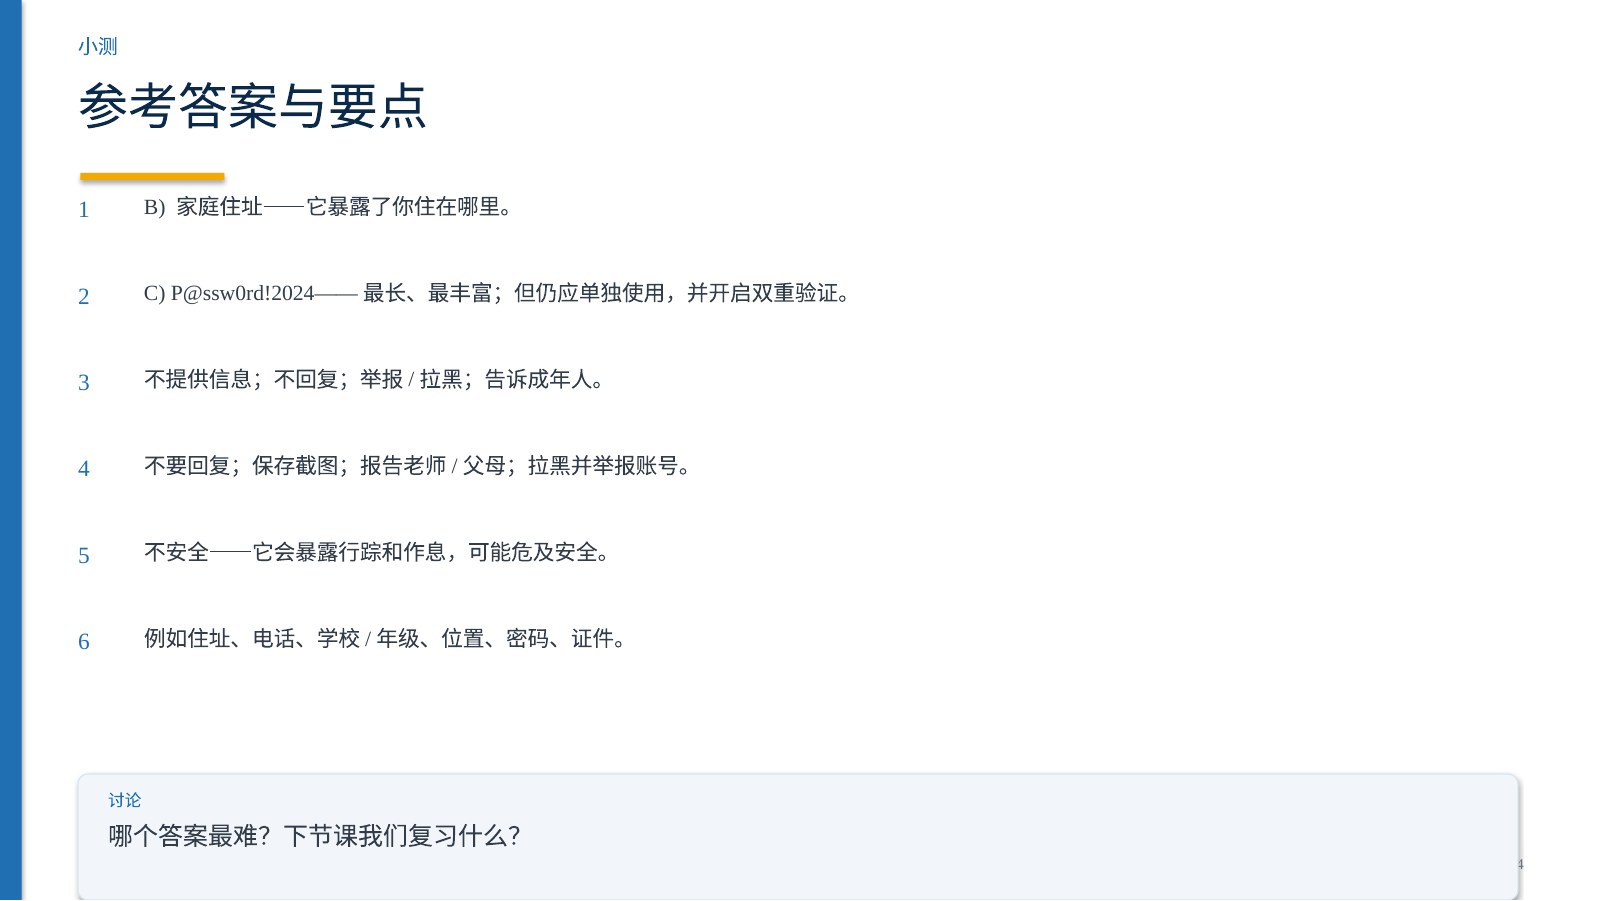 小测
参考答案与要点
1 B) 家庭住址——它暴露了你住在哪里。
2 C) P@ssw0rd!2024—— 最长、最丰富；但仍应单独使用，并开启双重验证。
3 不提供信息；不回复；举报 / 拉黑；告诉成年人。
4 不要回复；保存截图；报告老师 / 父母；拉黑并举报账号。
5 不安全——它会暴露行踪和作息，可能危及安全。
6 例如住址、电话、学校 / 年级、位置、密码、证件。
讨论
哪个答案最难？下节课我们复习什么？